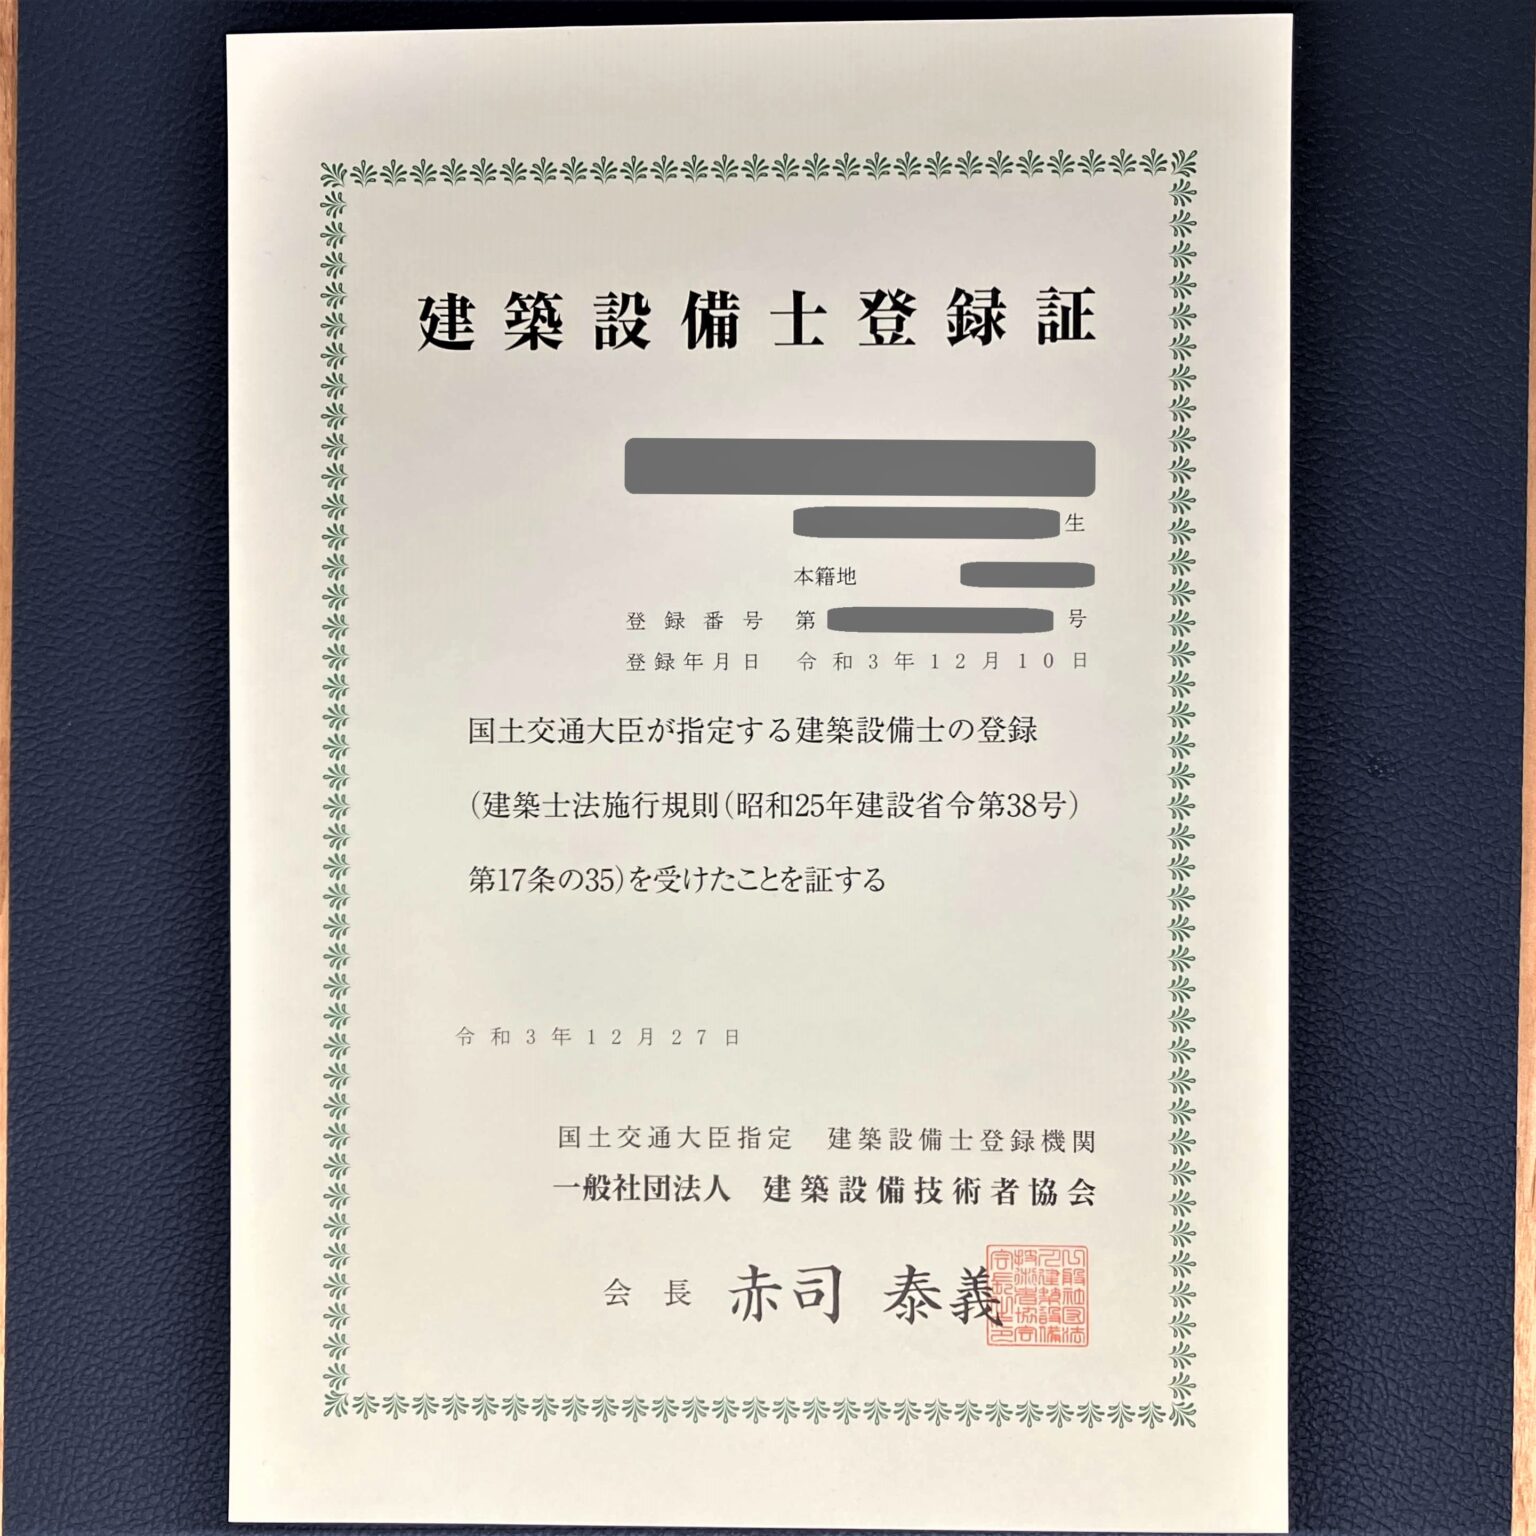 建築設備士登録証
生
本籍地
登録番号 第 号
登録年月日 令和3年12月10日
国土交通大臣が指定する建築設備士の登録
(建築士法施行規則(昭和25年建設省令第38号)
第17条の35)を受けたことを証する
令和3年12月27日
国土交通大臣指定 建築設備士登録機関
一般社団法人 建築設備技術者協会
会長 赤司 泰義